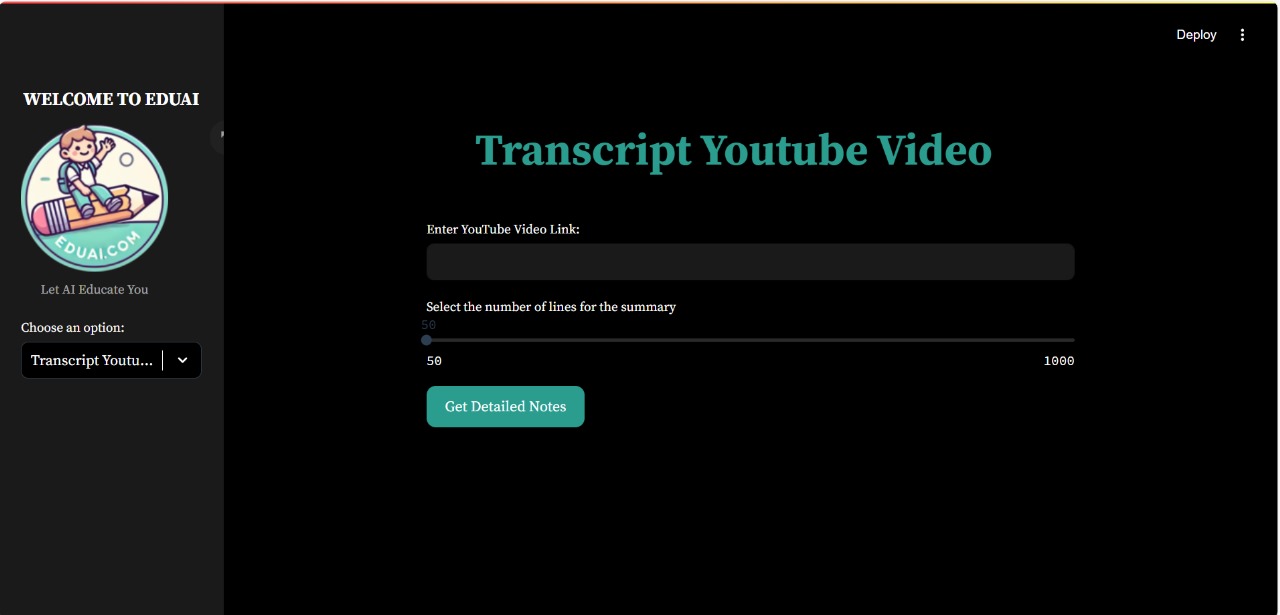 Deploy
WELCOME TO EDUAI
EDUAI.COM
Let AI Educate You
Choose an option:
Transcript Youtu...
Transcript Youtube Video
Enter YouTube Video Link:
Select the number of lines for the summary
50
50 1000
Get Detailed Notes